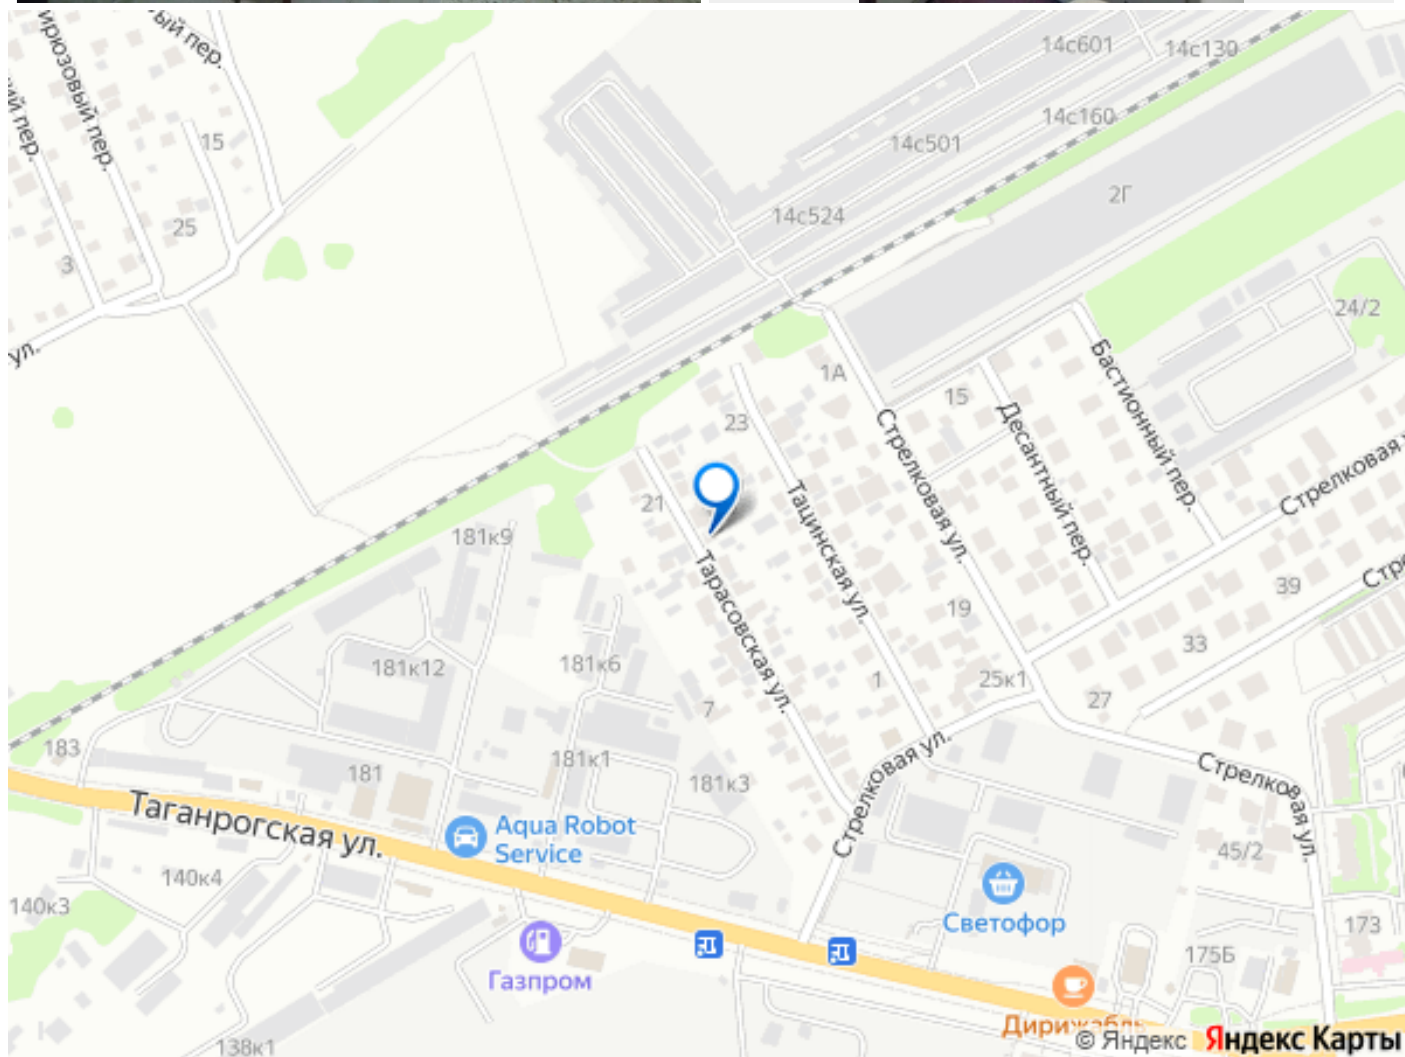 ый пер.
ирюзовый пер.
ий пер.
15
25
3
ул.
14с601
14с130
14с160
14с501
14с524
2Г
24/2
1А
15
23
21
Бастионный пер.
Десантный пер.
Стрелковая ул.
Стрелковая у
Стре
Тацинская ул.
Тарасовская ул.
181к9
181к12
181к6
19
39
33
1
25к1
27
7
183
181
181к1
181к3
Стрелковая ул.
Стрелковая ул.
Таганрогская ул.
Aqua Robot
Service
45/2
140к4
140к3
Светофор
173
175Б
Газпром
Дирижабль
138к1
© Яндекс Яндекс Карты